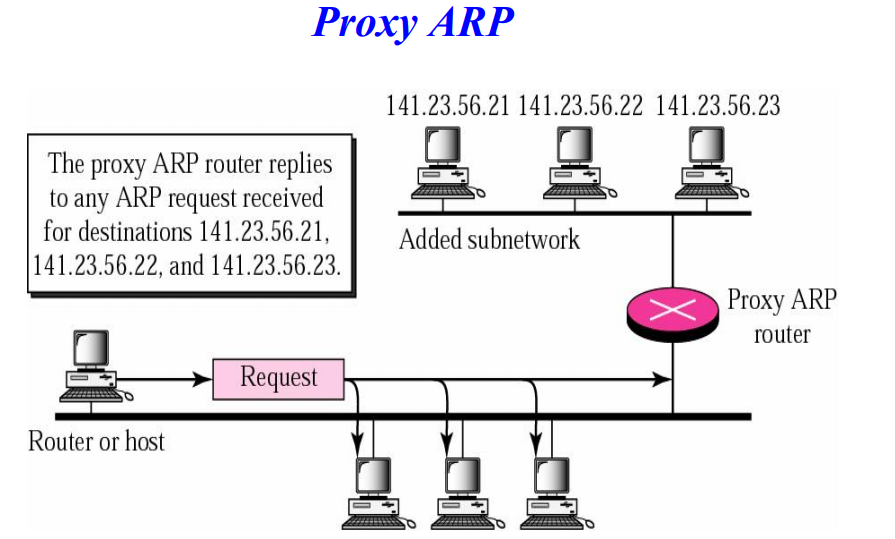 Proxy ARP
141.23.56.21 141.23.56.22 141.23.56.23
The proxy ARP router replies
to any ARP request received
for destinations 141.23.56.21,
141.23.56.22, and 141.23.56.23.
Added subnetwork
Proxy ARP
router
Request
Router or host